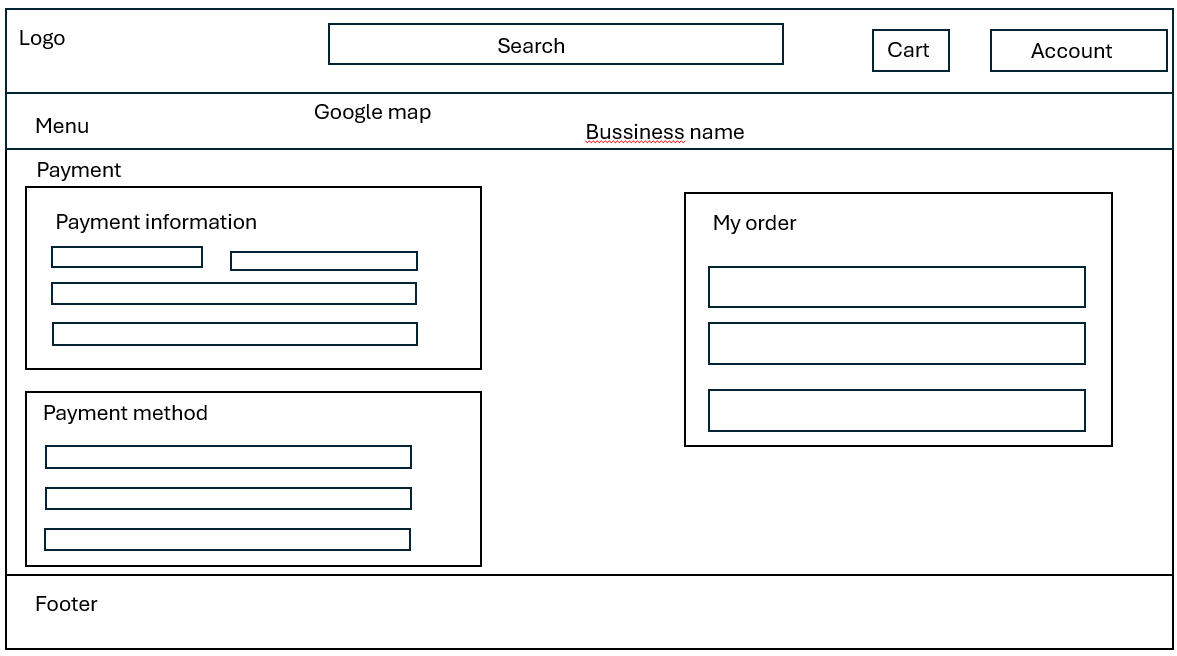 Logo
Search
Cart
Account
Menu
Google map
Bussiness name
Payment
Payment information
My order
Payment method
Footer